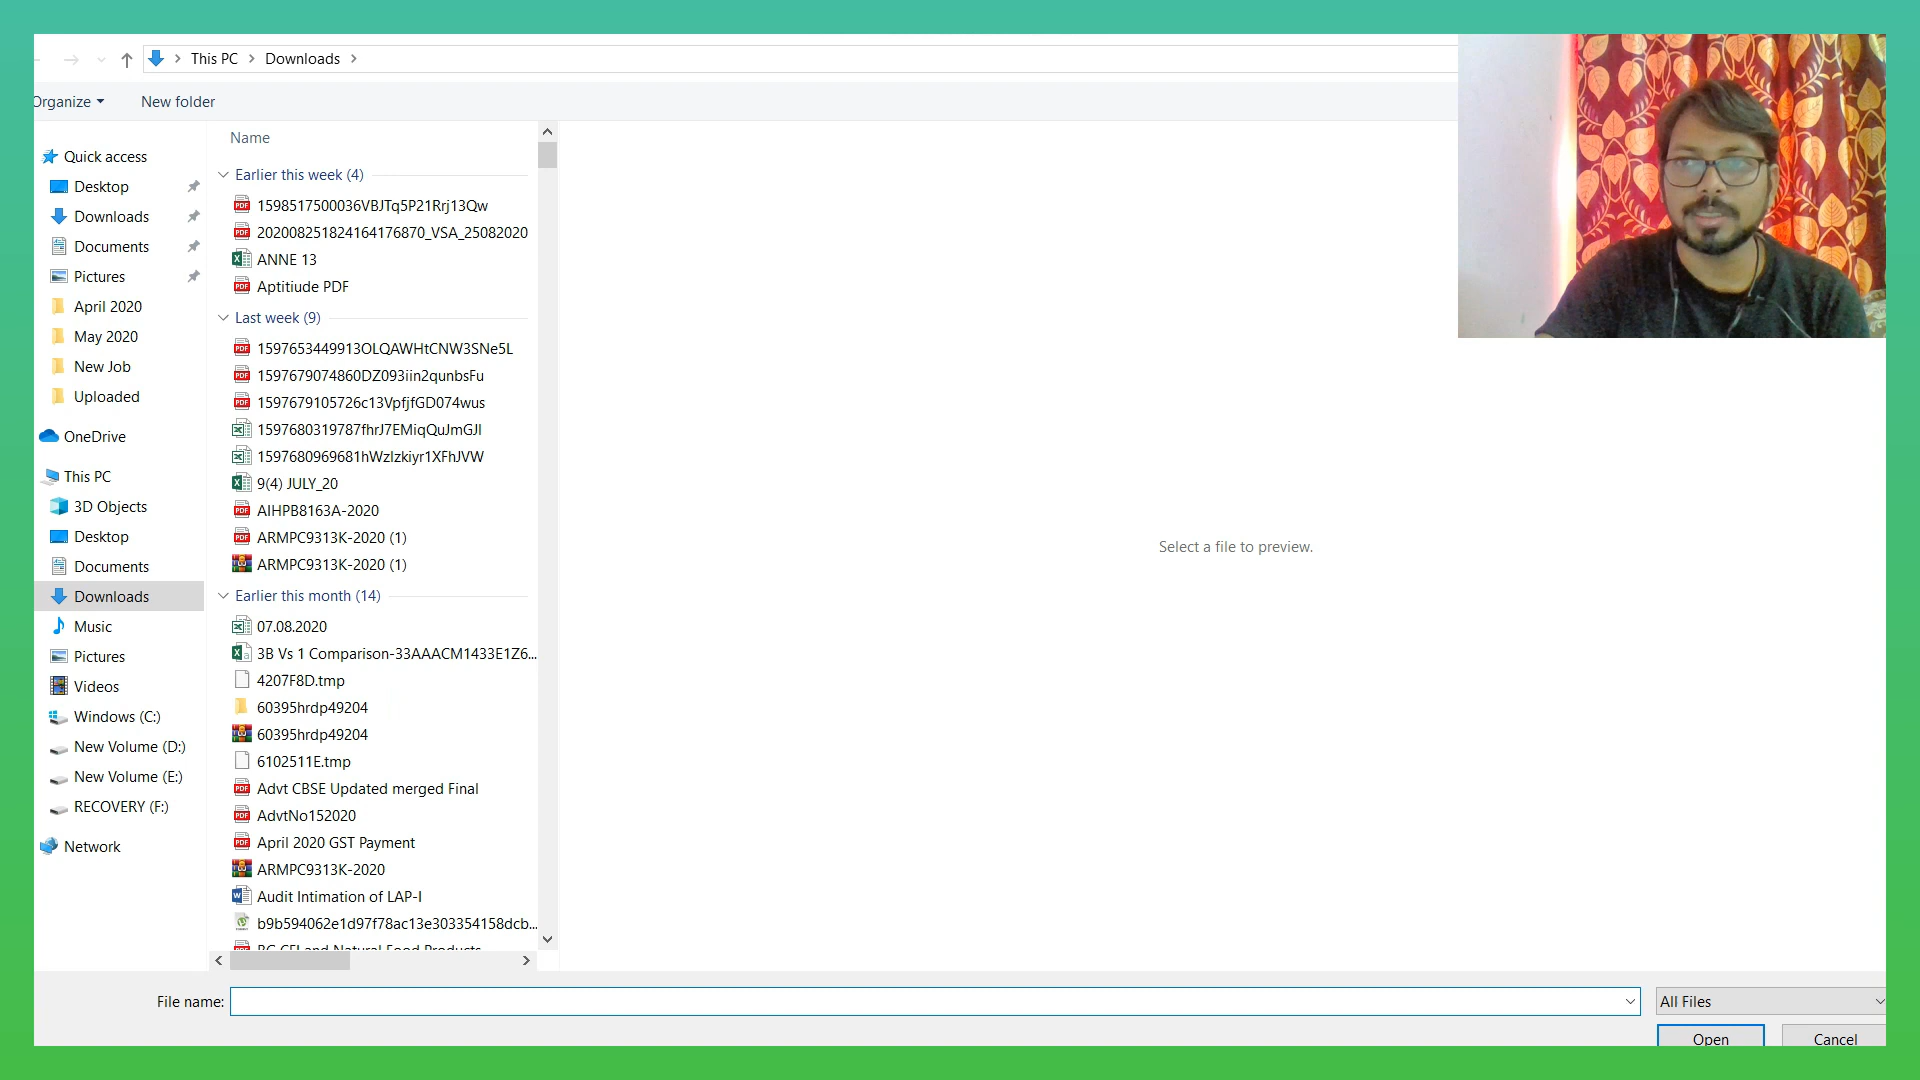 This PC
Downloads
Organize
New folder
Quick access
Desktop
Downloads
Documents
Pictures
April 2020
May 2020
New Job
Uploaded
OneDrive
This PC
3D Objects
Desktop
Documents
Downloads
Music
Pictures
Videos
Windows (C:)
New Volume (D:)
New Volume (E:)
RECOVERY (F:)
Network
Name
Earlier this week (4)
1598517500036VBJTq5P21Rrj13Qw
202008251824164176870_VSA_25082020
ANNE 13
Aptitiude PDF
Last week (9)
1597653449913OLQAWHtCNW3SNe5L
1597679074860DZ093iin2qunbsFu
1597679105726c13VpfjfGD074wus
1597680319787fhrJ7EMiqQuJmGJl
1597680969681hWzlzkiyr1XFhJVW
9(4) JULY_20
AIHPB8163A-2020
ARMPC9313K-2020 (1)
ARMPC9313K-2020 (1)
Earlier this month (14)
07.08.2020
3B Vs 1 Comparison-33AAACM1433E1Z6...
4207F8D.tmp
60395hrdp49204
60395hrdp49204
6102511E.tmp
Advt CBSE Updated merged Final
AdvtNo152020
April 2020 GST Payment
ARMPC9313K-2020
Audit Intimation of LAP-I
b9b594062e1d97f78ac13e303354158dcb...
Select a file to preview.
File name:
All Files
Open
Cancel